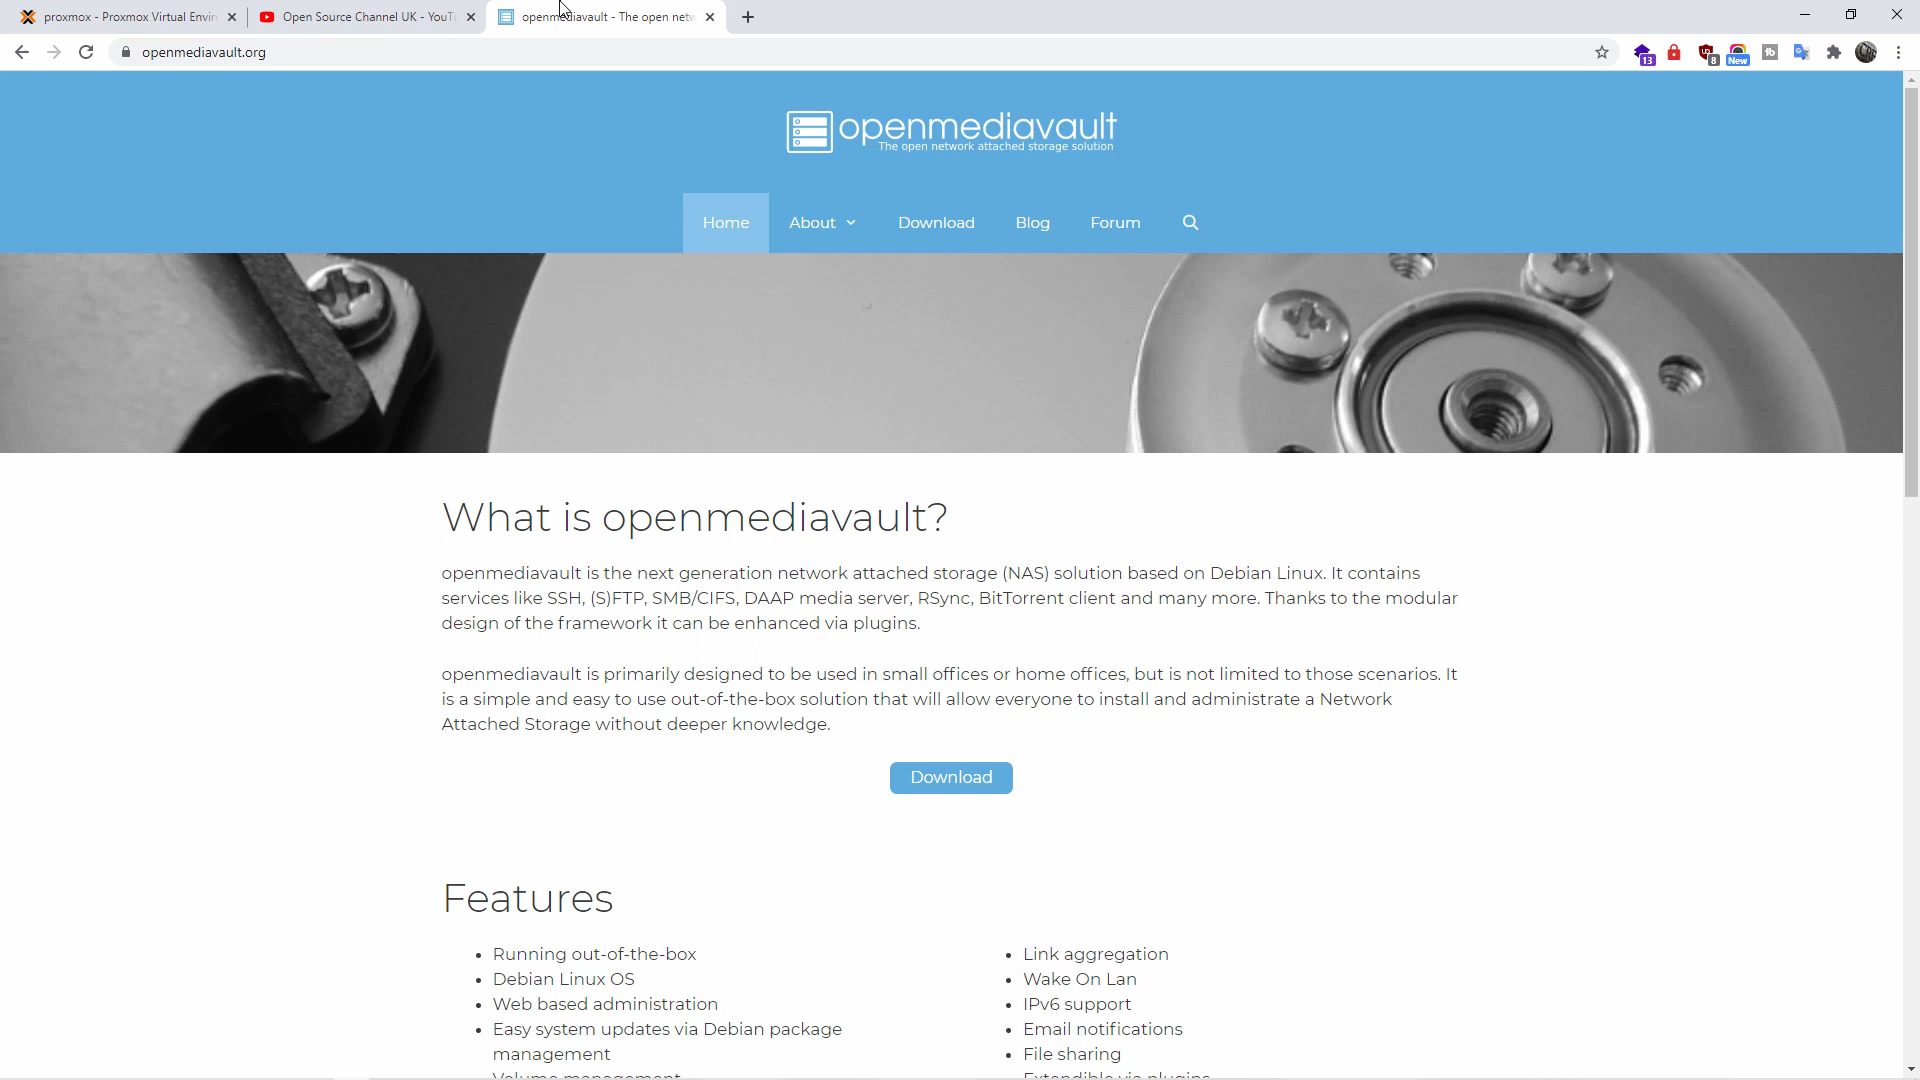 proxmox - Proxmox Virtual Envir
Open Source Channel UK - YouTu
openmediavault - The open netw
openmediavault.org
13
8
New
openmediavault
The open network attached storage solution
Home
About
Download
Blog
Forum
What is openmediavault?
openmediavault is the next generation network attached storage (NAS) solution based on Debian Linux. It contains
services like SSH, (S)FTP, SMB/CIFS, DAAP media server, RSync, BitTorrent client and many more. Thanks to the modular
design of the framework it can be enhanced via plugins.
openmediavault is primarily designed to be used in small offices or home offices, but is not limited to those scenarios. It
is a simple and easy to use out-of-the-box solution that will allow everyone to install and administrate a Network
Attached Storage without deeper knowledge.
Download
Features
• Running out-of-the-box
• Debian Linux OS
• Web based administration
• Easy system updates via Debian package
management
Volume management
• Link aggregation
• Wake On Lan
• IPv6 support
• Email notifications
• File sharing
Extendible via plugins